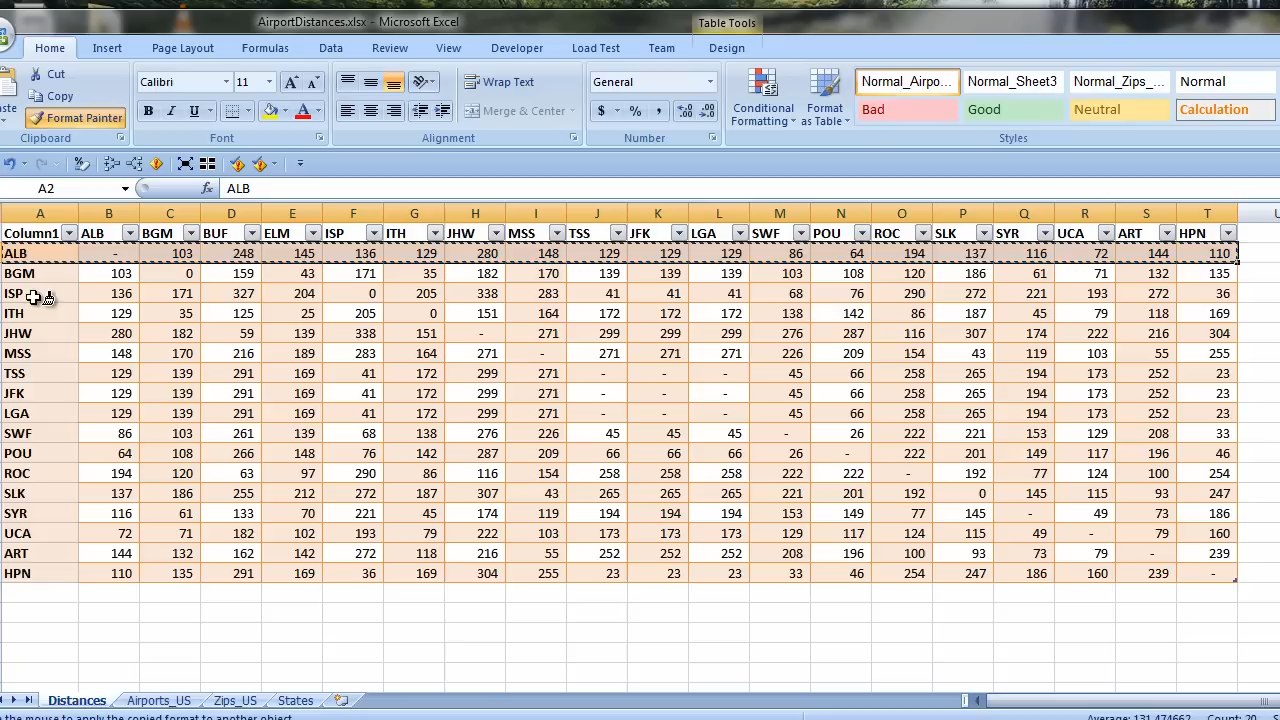 AirportDistances.xlsx - Microsoft Excel
Table Tools
Home Insert Page Layout Formulas Data Review View Developer Load Test Team Design
Cut
Copy
Format Painter
Clipboard
Calibri 11
B I U
Font
Wrap Text
Merge & Center
Alignment
General
$ % ,
Number
Conditional Formatting
Format as Table
Normal_Airpo... Normal_Sheet3 Normal_Zips_... Normal
Bad Good Neutral Calculation
Styles
A2 fx ALB
A B C D E F G H I J K L M N O P Q R S T
Column1 ALB BGM BUF ELM ISP ITH JHW MSS TSS JFK LGA SWF POU ROC SLK SYR UCA ART HPN
ALB - 103 248 145 136 129 280 148 129 129 129 86 64 194 137 116 72 144 110
BGM 103 0 159 43 171 35 182 170 139 139 139 103 108 120 186 61 71 132 135
ISP 136 171 327 204 0 205 338 283 41 41 41 68 76 290 272 221 193 272 36
ITH 129 35 125 25 205 0 151 164 172 172 172 138 142 86 187 45 79 118 169
JHW 280 182 59 139 338 151 - 271 299 299 299 276 287 116 307 174 222 216 304
MSS 148 170 216 189 283 164 271 - 271 271 271 226 209 154 43 119 103 55 255
TSS 129 139 291 169 41 172 299 271 - - - 45 66 258 265 194 173 252 23
JFK 129 139 291 169 41 172 299 271 - - - 45 66 258 265 194 173 252 23
LGA 129 139 291 169 41 172 299 271 - - - 45 66 258 265 194 173 252 23
SWF 86 103 261 139 68 138 276 226 45 45 45 - 26 222 221 153 129 208 33
POU 64 108 266 148 76 142 287 209 66 66 66 26 - 222 201 149 117 196 46
ROC 194 120 63 97 290 86 116 154 258 258 258 222 222 - 192 77 124 100 254
SLK 137 186 255 212 272 187 307 43 265 265 265 221 201 192 0 145 115 93 247
SYR 116 61 133 70 221 45 174 119 194 194 194 153 149 77 145 - 49 73 186
UCA 72 71 182 102 193 79 222 103 173 173 173 129 117 124 115 49 - 79 160
ART 144 132 162 142 272 118 216 55 252 252 252 208 196 100 93 73 79 - 239
HPN 110 135 291 169 36 169 304 255 23 23 23 33 46 254 247 186 160 239 -
Distances Airports_US Zips_US States
the mouse to apply the copied format to another object Average: 131.474662 Count: 20